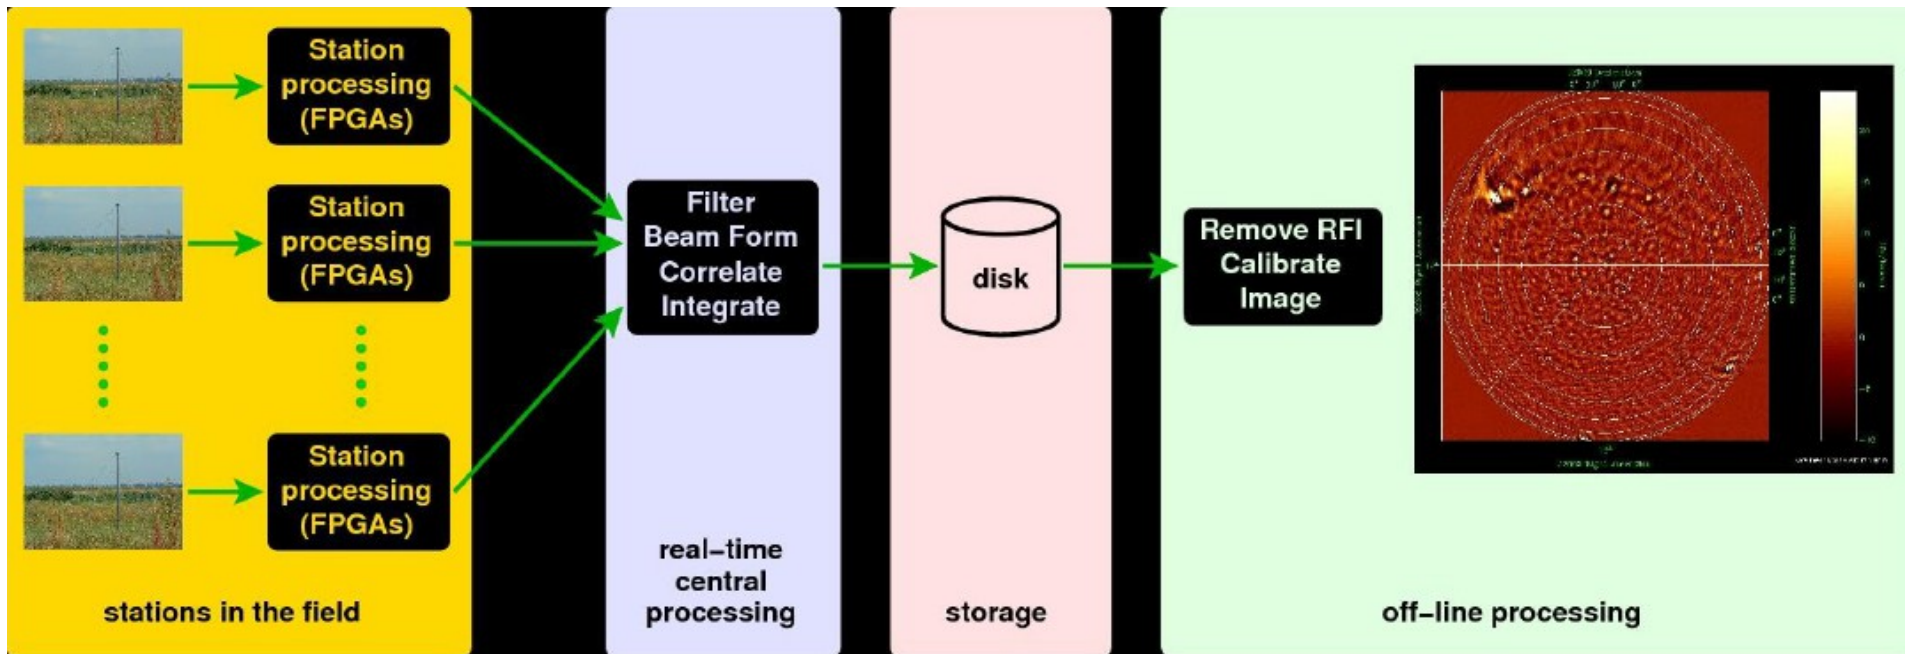 Station
processing
(FPGAs)
Station
processing
(FPGAs)
Station
processing
(FPGAs)
stations in the field
Filter
Beam Form
Correlate
Integrate
real-time
central
processing
disk
storage
Remove RFI
Calibrate
Image
off-line processing